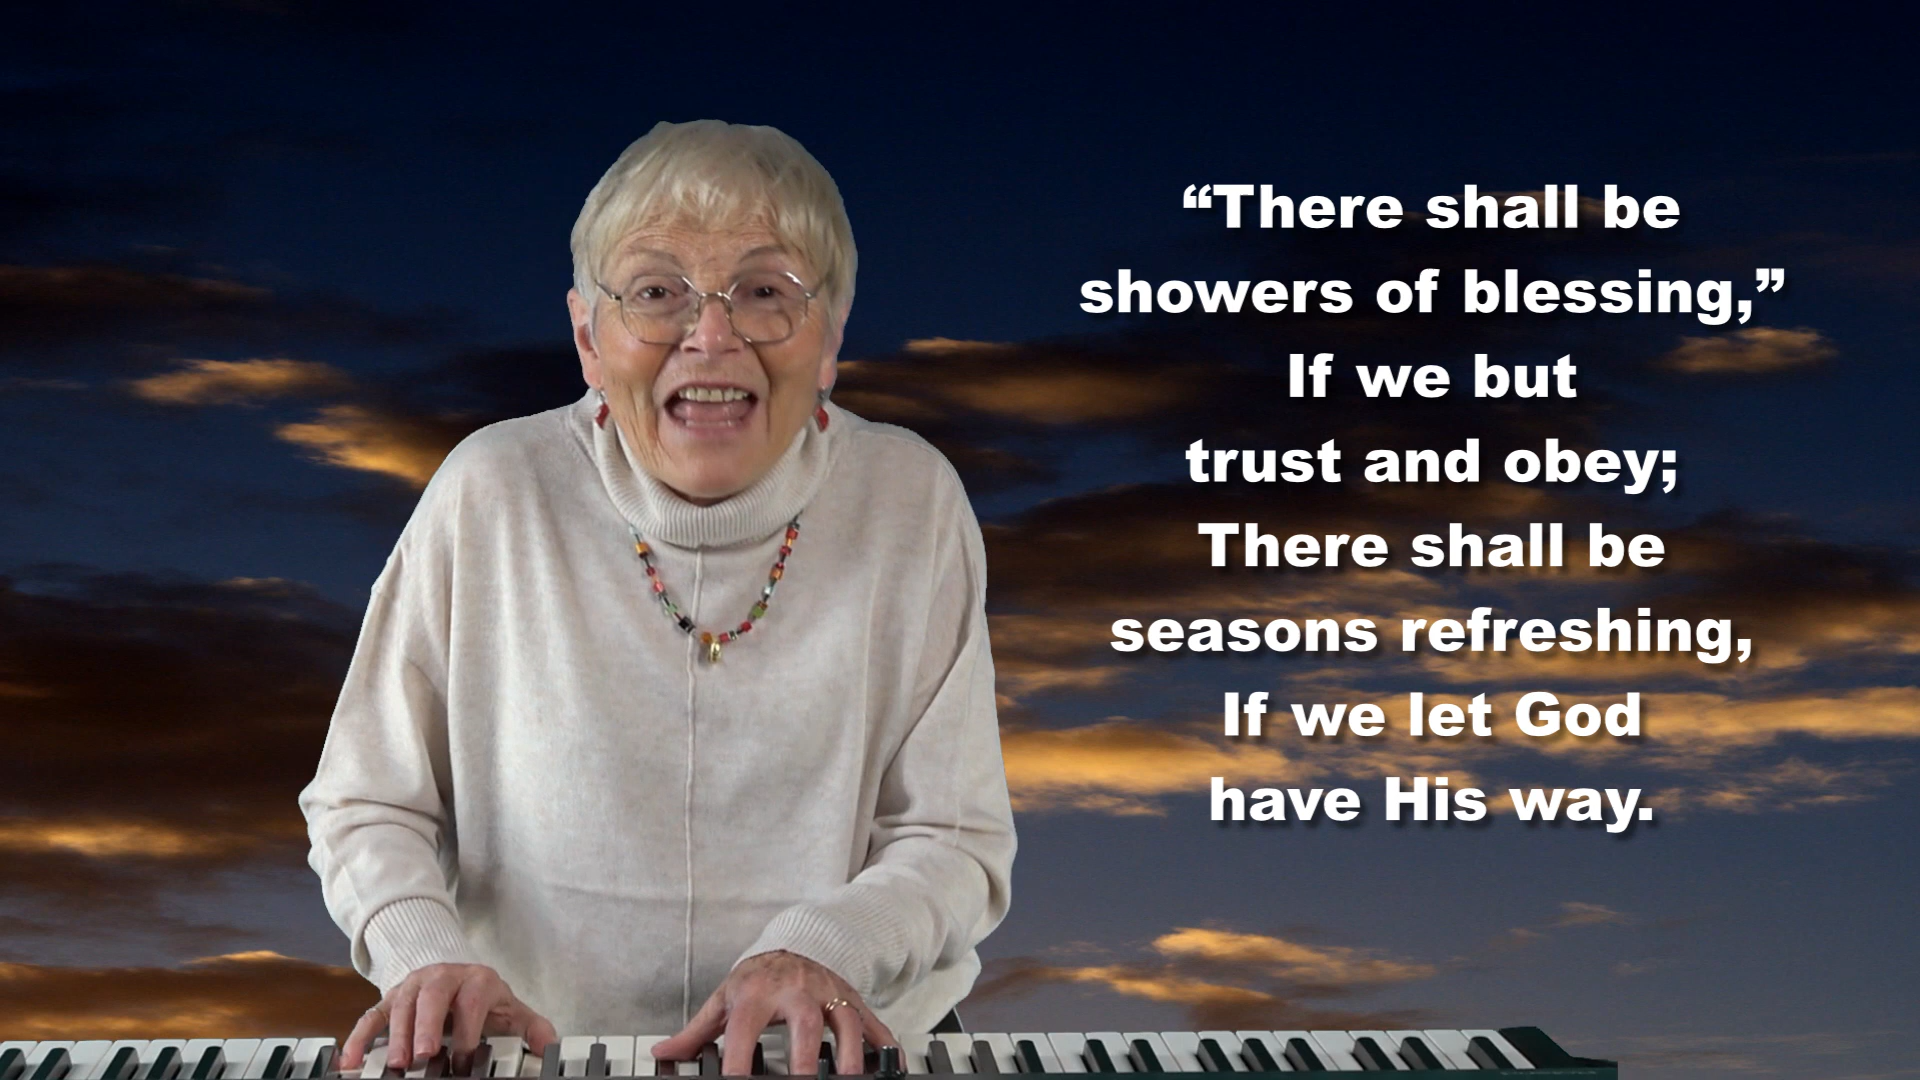 “There shall be
showers of blessing,”
If we but
trust and obey;
There shall be
seasons refreshing,
If we let God
have His way.